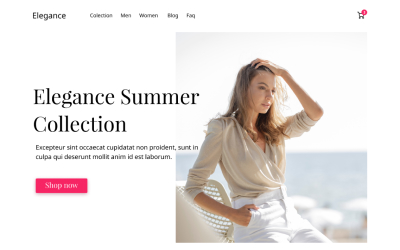 Elegance
Colection Men Women Blog Faq
Elegance Summer
Collection
Excepteur sint occaecat cupidatat non proident, sunt in
culpa qui deserunt mollit anim id est laborum.
Shop now